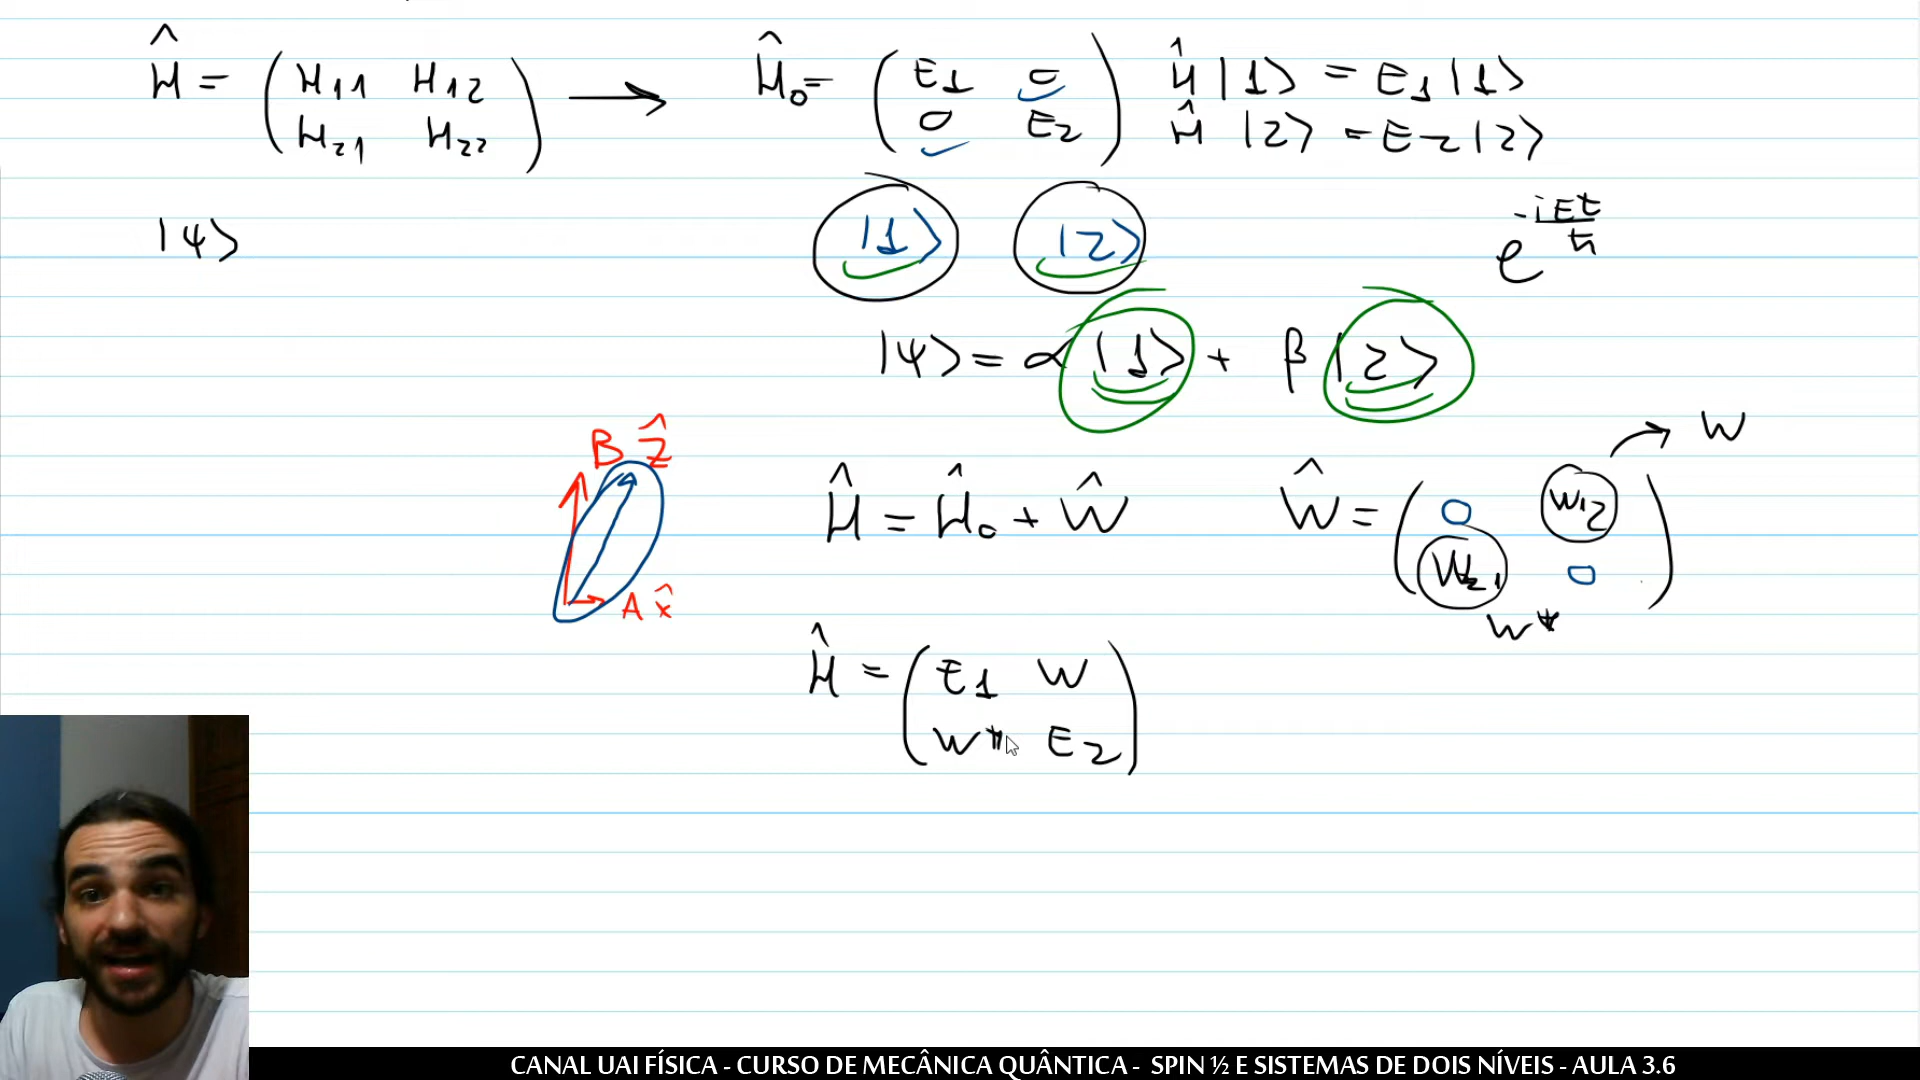 Ĥ = (H11 H12
H21 H22) → Ĥ0 = (E1 0
0 E2) Ĥ|1⟩ = E1|1⟩
Ĥ|2⟩ = E2|2⟩
|ψ⟩ |1⟩ |2⟩ e^(-iEt/ħ)
|ψ⟩ = α|1⟩ + β|2⟩
B ẑ
A x̂
Ĥ = Ĥ0 + Ŵ Ŵ = (0 W12
W21 0) → W
W*
Ĥ = (E1 W
W* E2)
CANAL UAI FÍSICA - CURSO DE MECÂNICA QUÂNTICA - SPIN ½ E SISTEMAS DE DOIS NÍVEIS - AULA 3.6